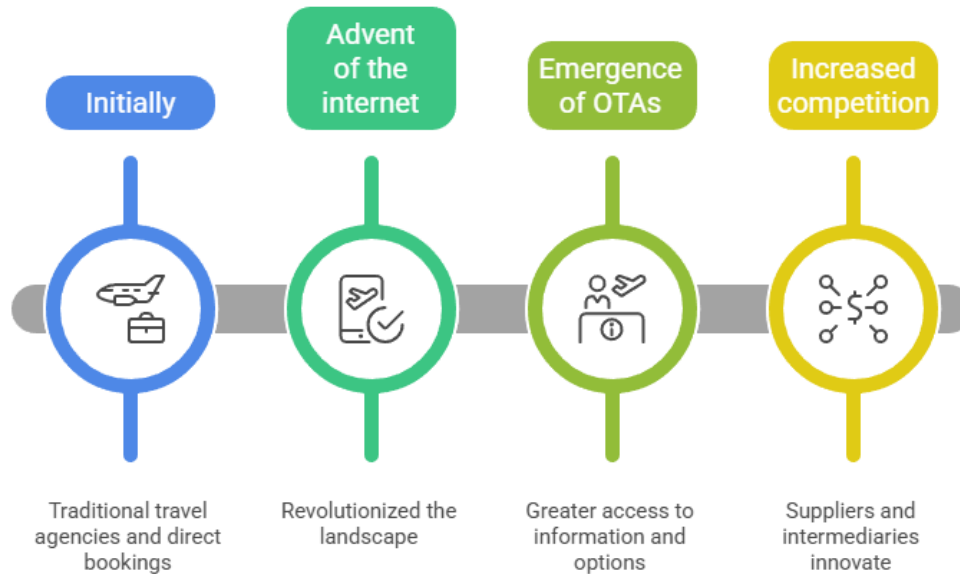 Initially
Advent
of the
internet
Emergence
of OTAs
Increased
competition
Traditional travel
agencies and direct
bookings
Revolutionized the
landscape
Greater access to
information and
options
Suppliers and
intermediaries
innovate